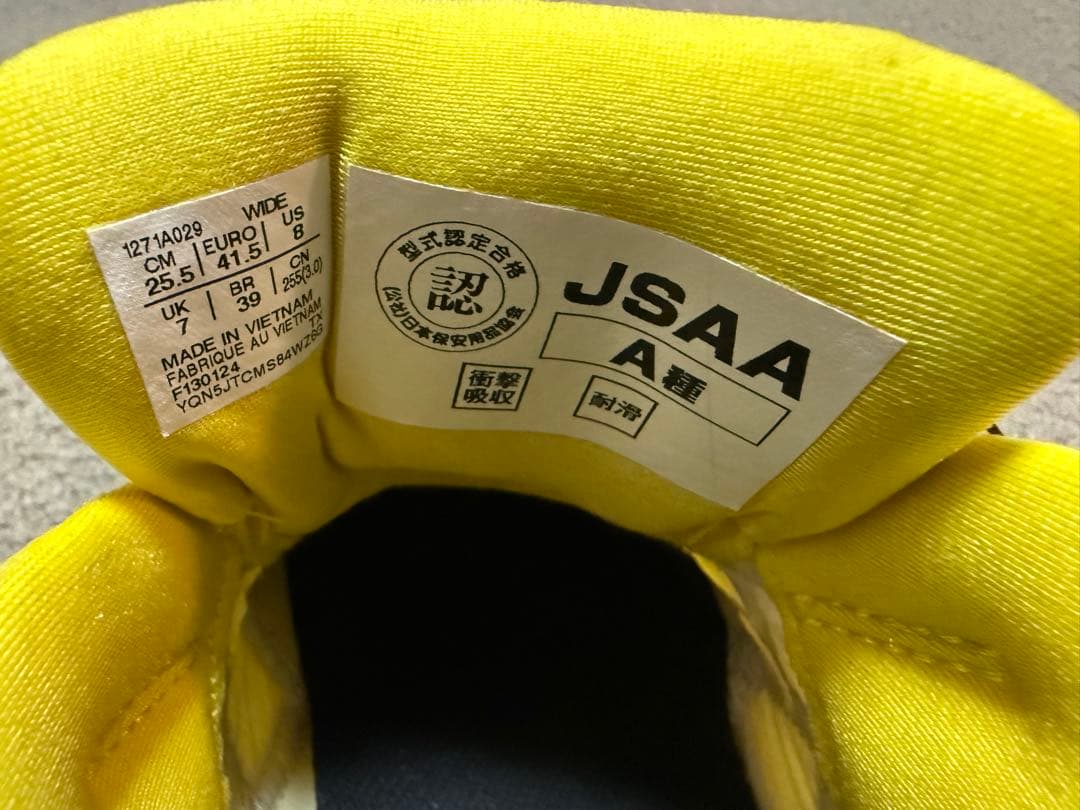 1271A029 WIDE
CM EURO US
25.5 41.5 8
UK BR CN
7 39 255(3.0)
MADE IN VIETNAM
FABRIQUE AU VIETNAM
F130124 TX
YQN5JTCMS84WZ6G
型式認定合格
認
(公社)日本保安用品協会
JSAA
A種
衝撃
吸収
耐滑